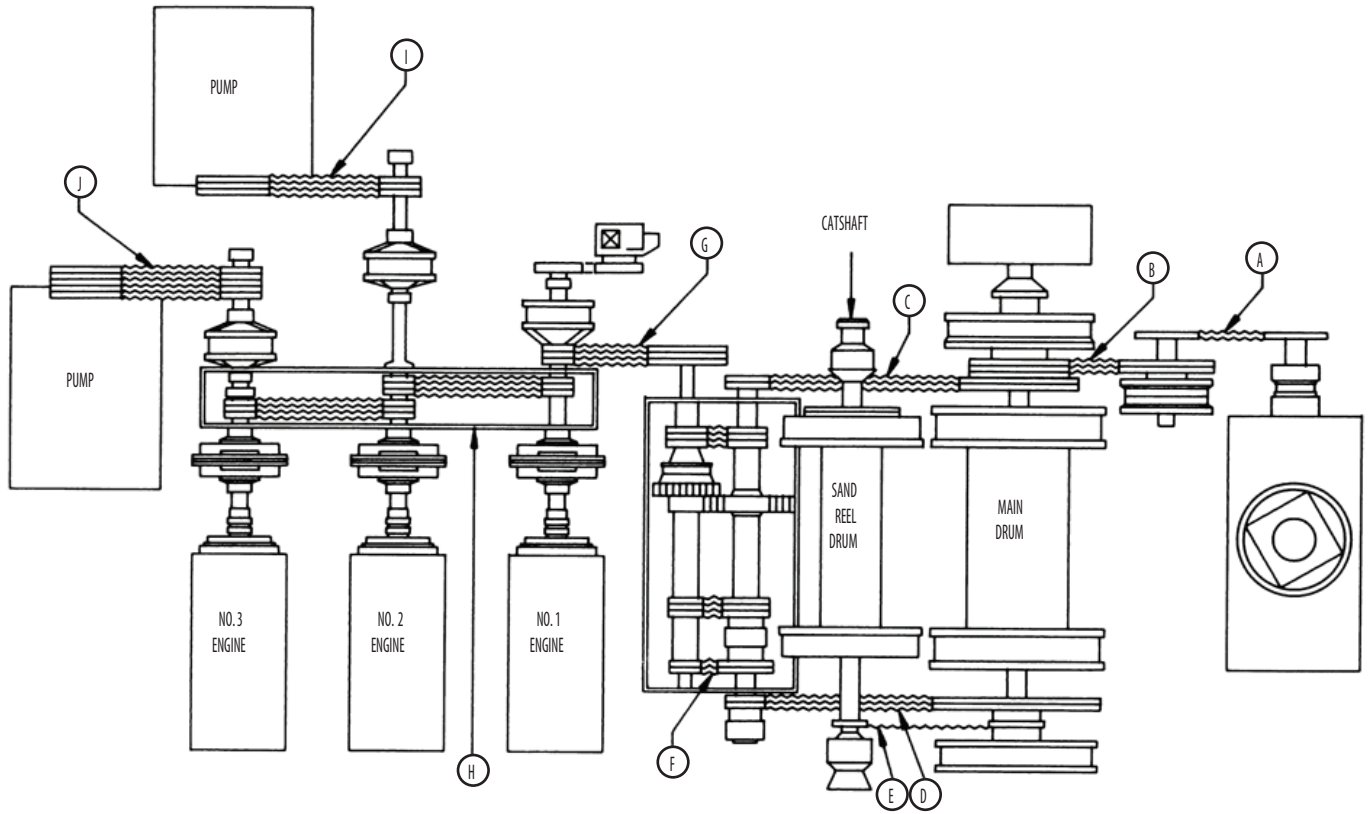 PUMP
I
J
PUMP
CATSHAFT
G
C
B
A
SAND
REEL
DRUM
MAIN
DRUM
NO. 3
ENGINE
NO. 2
ENGINE
NO. 1
ENGINE
H
F
E
D